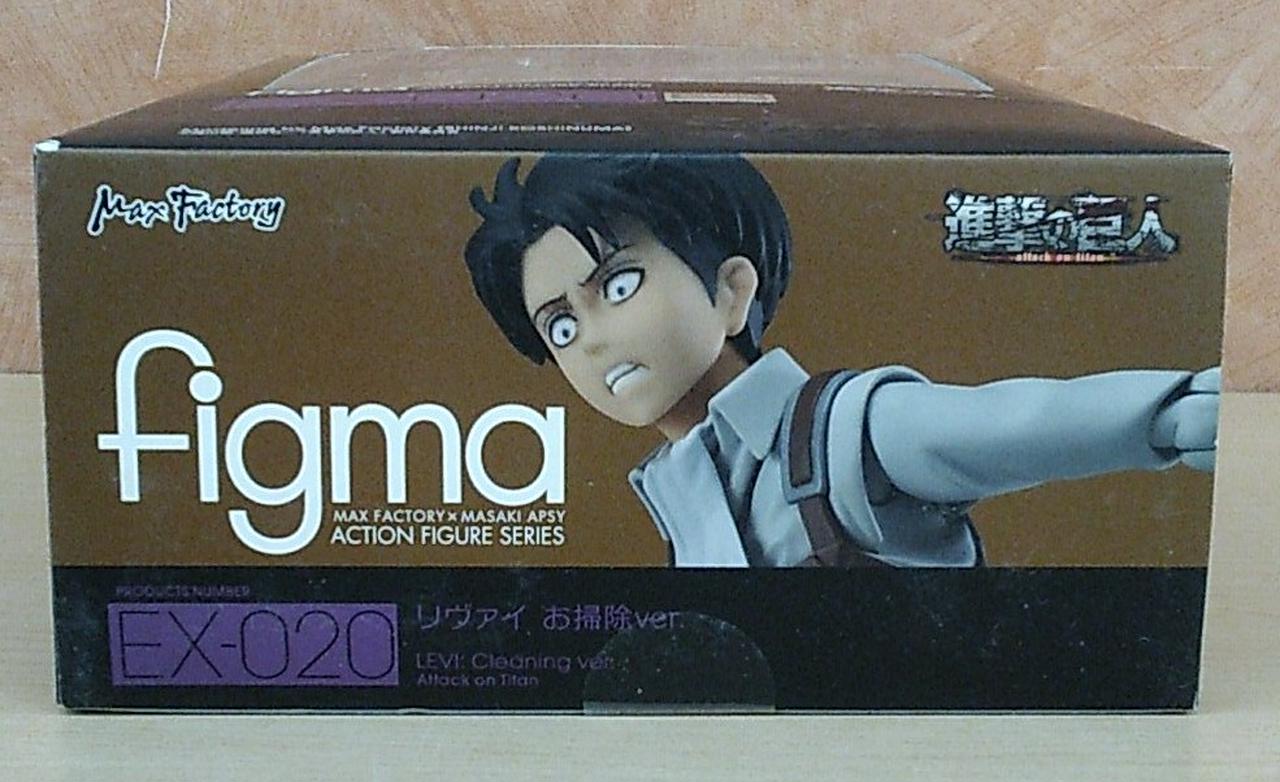 Max Factory
進撃の巨人
attack on titan
figma
MAX FACTORY×MASAKI APSY
ACTION FIGURE SERIES
PRODUCTS NUMBER
EX-020
リヴァイ お掃除ver.
LEVI: Cleaning ver.
Attack on Titan